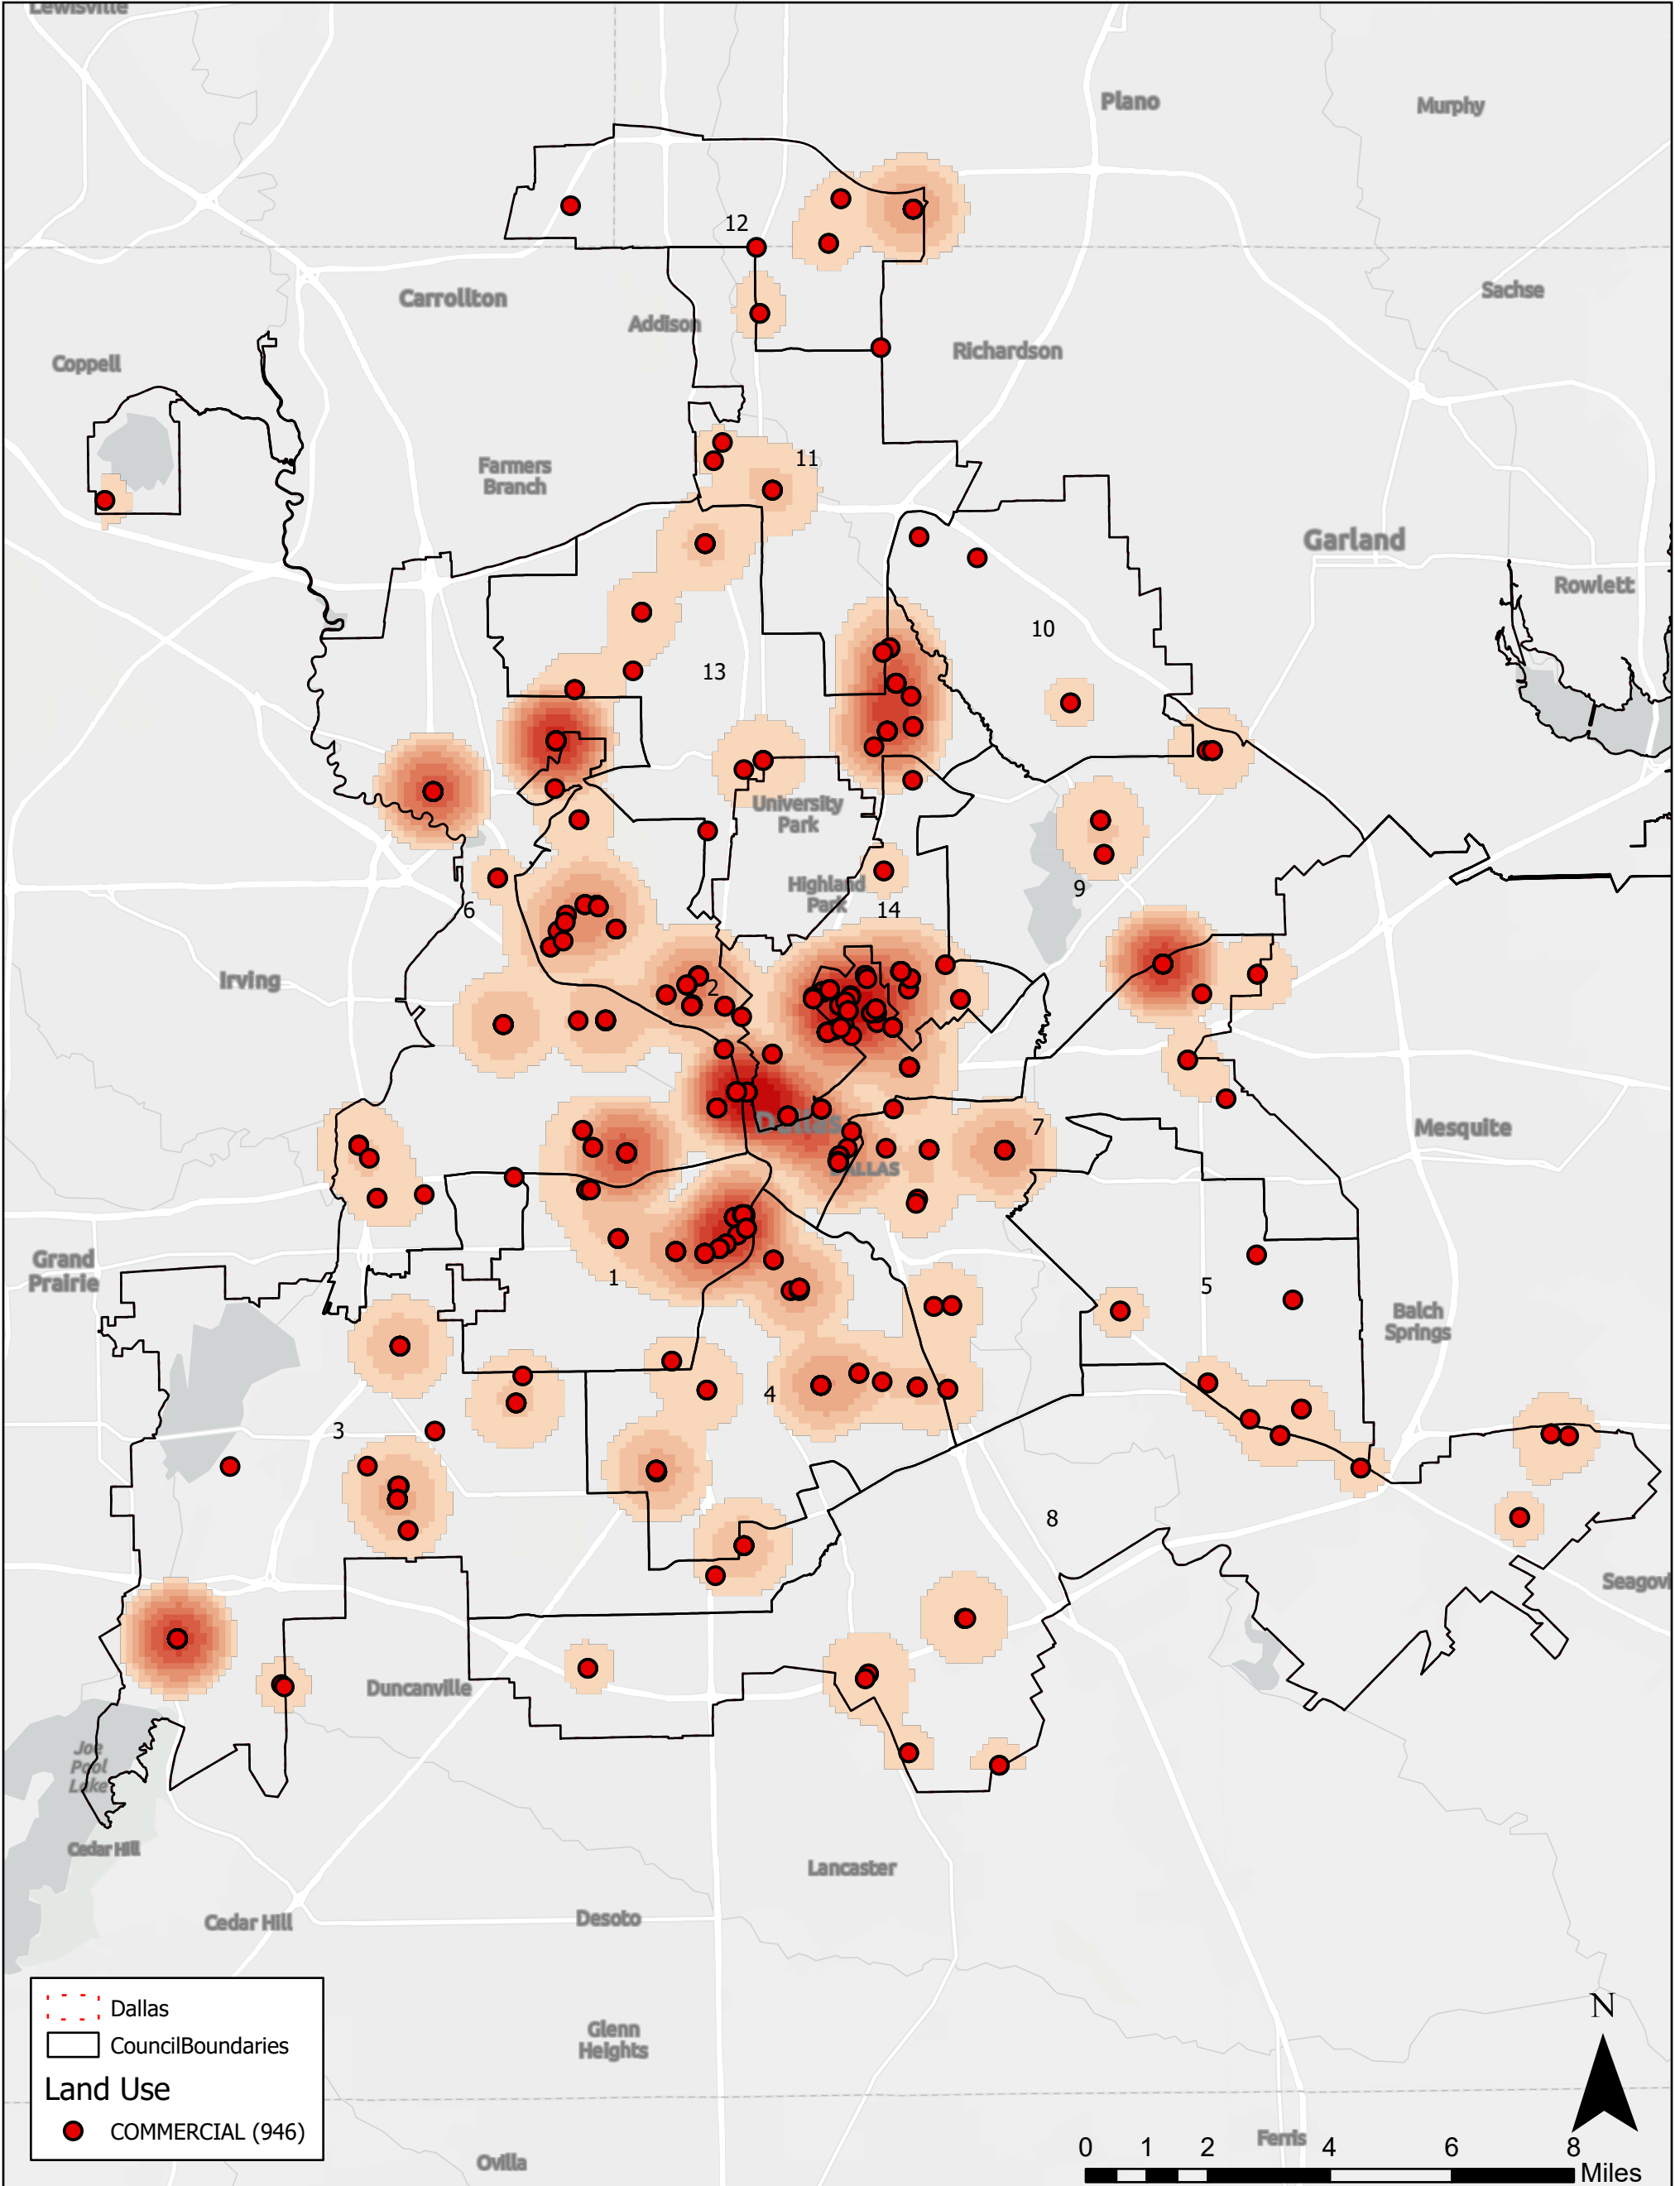 Lewisville
Plano
Murphy
12
Sachse
Carrollton
Addison
Richardson
Coppell
11
Farmers
Branch
Garland
Rowlett
10
13
University
Park
Highland
Park
9
14
6
Irving
2
Dallas
7
Mesquite
DALLAS
Grand
Prairie
1
5
Balch
Springs
4
3
8
Seagovi
Duncanville
Joe
Pool
Lake
Cedar Hill
Lancaster
Cedar Hill
Desoto
Glenn
Heights
Ovilla
Ferris
Dallas
CouncilBoundaries
Land Use
COMMERCIAL (946)
N
0 1 2 4 6 8
Miles